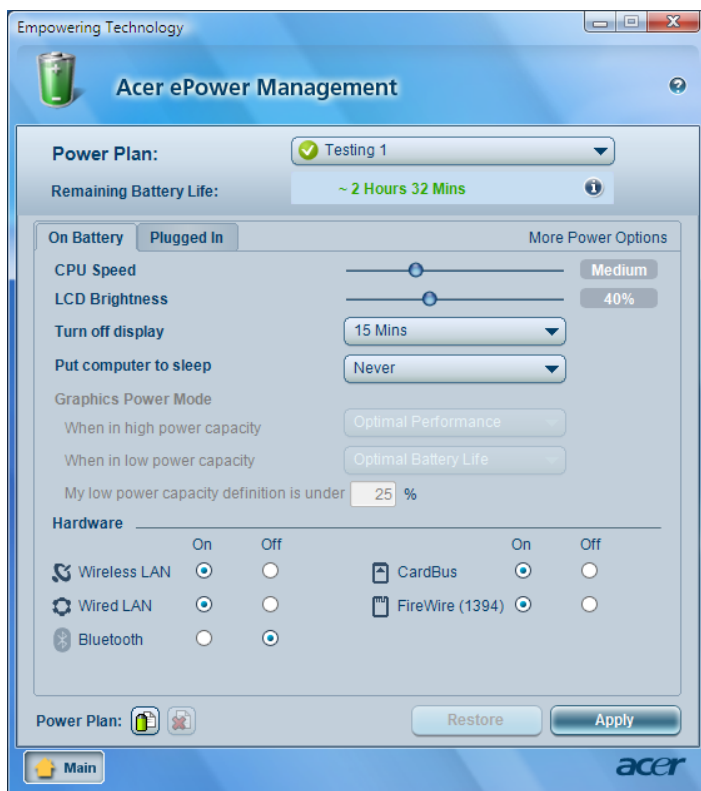 Empowering Technology
Acer ePower Management
Power Plan: Testing 1
Remaining Battery Life: ~ 2 Hours 32 Mins
On Battery Plugged In More Power Options
CPU Speed Medium
LCD Brightness 40%
Turn off display 15 Mins
Put computer to sleep Never
Graphics Power Mode
When in high power capacity Optimal Performance
When in low power capacity Optimal Battery Life
My low power capacity definition is under 25 %
Hardware
On Off On Off
Wireless LAN CardBus
Wired LAN FireWire (1394)
Bluetooth
Power Plan: Restore Apply
Main acer